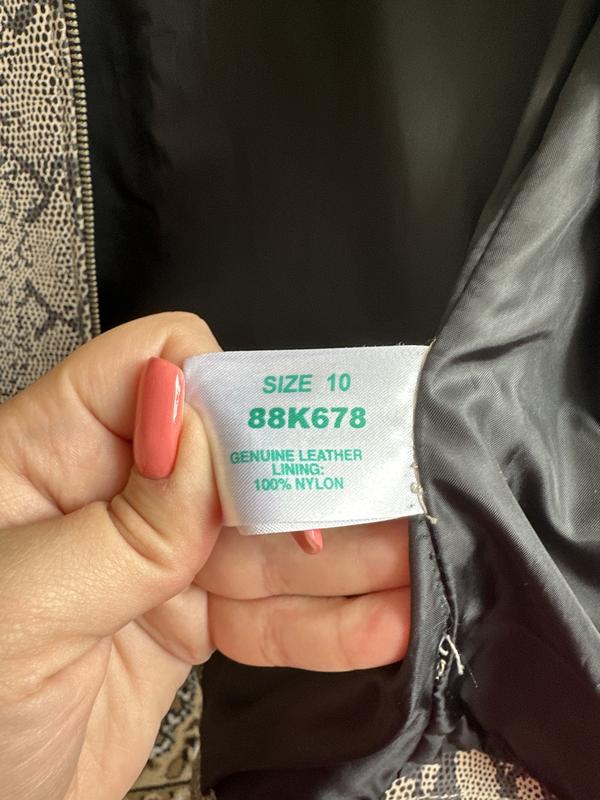 SIZE 10
88K678
GENUINE LEATHER
LINING:
100% NYLON